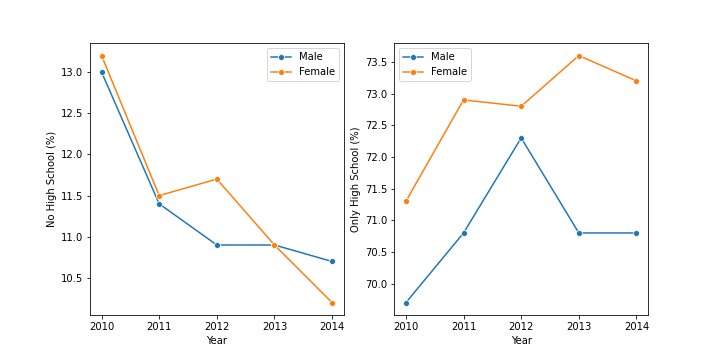 No High School (%)
13.0
12.5
12.0
11.5
11.0
10.5
2010 2011 2012 2013 2014
Year
Male
Female
Only High School (%)
73.5
73.0
72.5
72.0
71.5
71.0
70.5
70.0
2010 2011 2012 2013 2014
Year
Male
Female